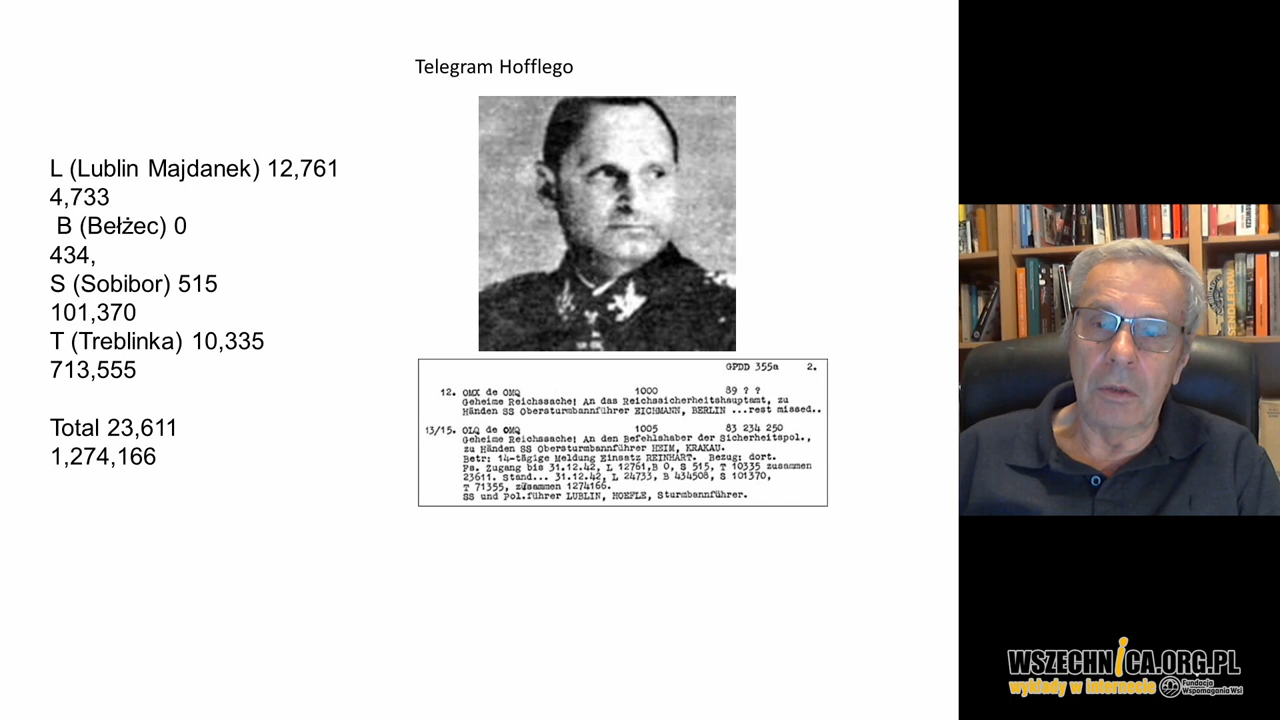 Telegram Hofflego
L (Lublin Majdanek) 12,761
4,733
B (Bełżec) 0
434,
S (Sobibor) 515
101,370
T (Treblinka) 10,335
713,555
Total 23,611
1,274,166
GPDD 355a 2.
12. OMX de OMQ 1000 89 ? ?
Geheime Reichssache! An das Reichssicherheitshauptamt, zu
Händen SS Obersturmbannführer EICHMANN, BERLIN ...rest missed..
13/15. OLQ de OMQ 1005 83 234 250
Geheime Reichssache! An den Befehlshaber der Sicherheitspol.,
zu Händen SS Obersturmbannführer HEIM, KRAKAU.
Betr: 14-tägige Meldung Einsatz REINHART. Bezug: dort.
Fs. Zugang bis 31.12.42, L 12761, B 0, S 515, T 10335 zusammen
23611. Stand... 31.12.42, L 24733, B 434508, S 101370,
T 71355, zusammen 1274166.
SS und Pol.führer LUBLIN, HOEFLE, Sturmbannführer.
SENDLEROWA
WSZECHNICA.ORG.PL
wykłady w internecie
Fundacja
Wspomagania Wsi